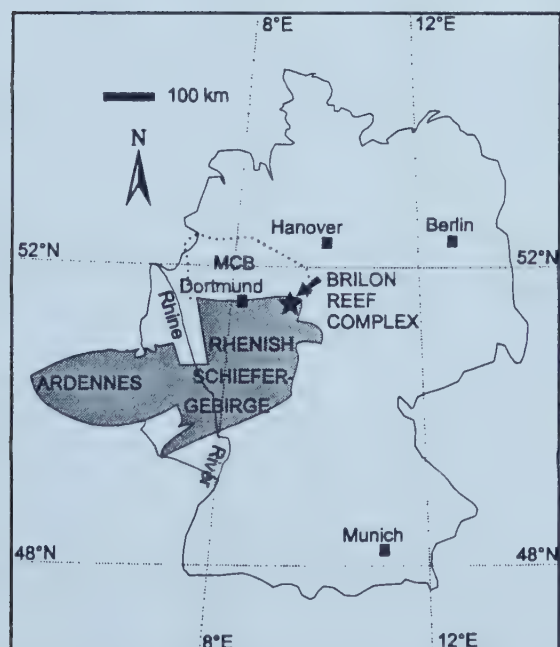 8°E
12°E
100 km
N
Hanover
Berlin
52°N
52°N
MCB
Dortmund
BRILON
REEF
COMPLEX
Rhine
RHENISH
ARDENNES
SCHIEFER-
GEBIRGE
River
Munich
48°N
48°N
8°E
12°E